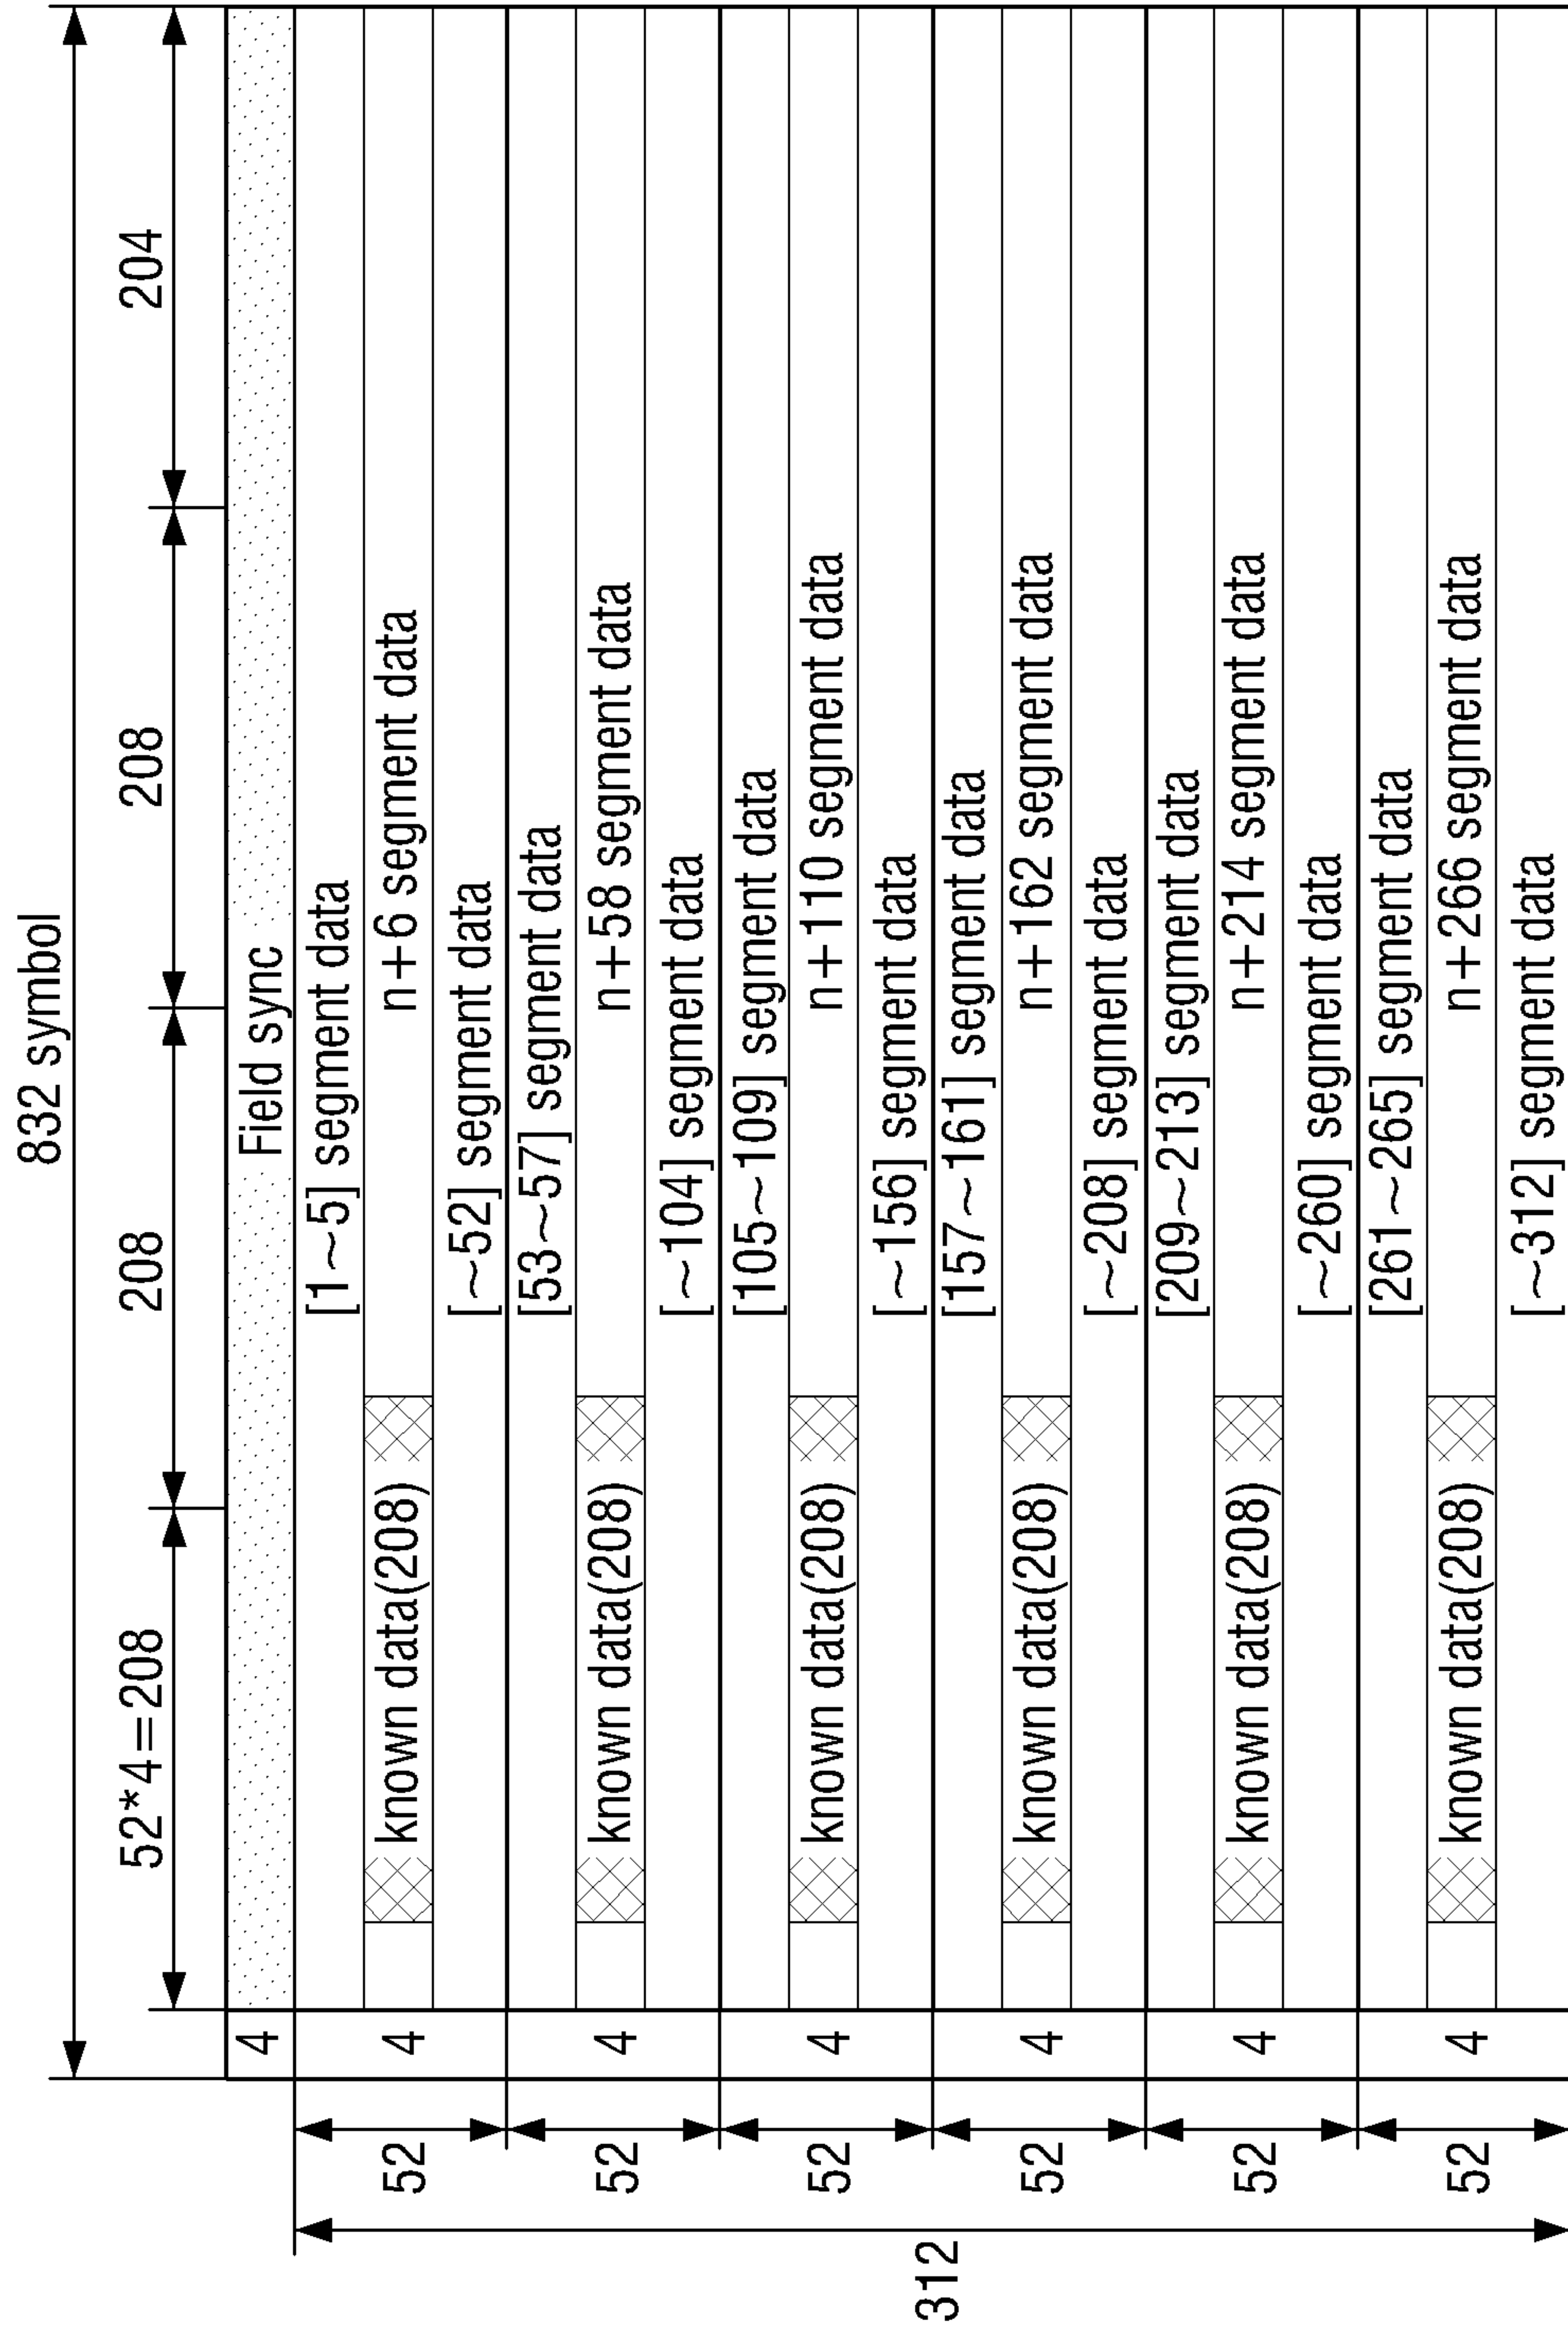 832 symbol
52*4=208 208 208 204
4 Field sync
[1~5] segment data
4 known data(208) n+6 segment data
[~52] segment data
52
[53~57] segment data
4 known data(208) n+58 segment data
[~104] segment data
52
[105~109] segment data
4 known data(208) n+110 segment data
[~156] segment data
52
[157~161] segment data
4 known data(208) n+162 segment data
[~208] segment data
52
[209~213] segment data
4 known data(208) n+214 segment data
[~260] segment data
52
[261~265] segment data
4 known data(208) n+266 segment data
[~312] segment data
52
312